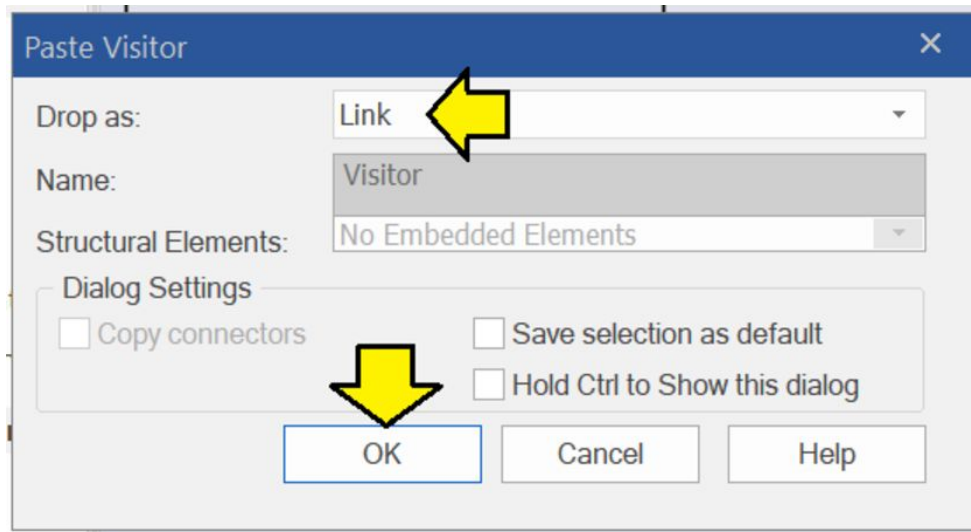 Paste Visitor
Drop as: Link
Name: Visitor
Structural Elements: No Embedded Elements
Dialog Settings
Copy connectors Save selection as default
Hold Ctrl to Show this dialog
OK Cancel Help